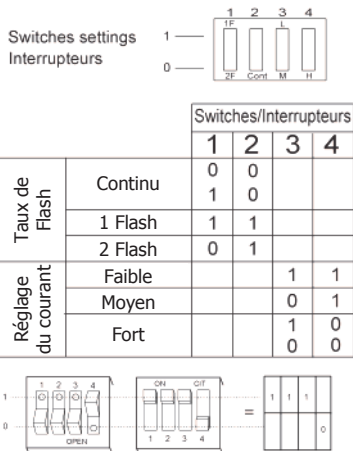 1 2 3 4
Switches settings 1 1F L
Interrupteurs 0 2F Cont M H
Switches/Interrupteurs
1 2 3 4
Taux de Flash
Continu 0 0
1 0
1 Flash 1 1
2 Flash 0 1
Réglage du courant
Faible 1 1
Moyen 0 1
Fort 1 0
0 0
1 2 3 4 ON CIT
1 1 1 1
0 = 0
OPEN 1 2 3 4